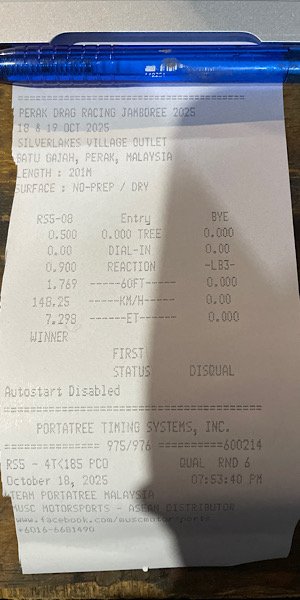 ==========================================
PERAK DRAG RACING JAMBOREE 2025
18 & 19 OCT 2025
SILVERLAKES VILLAGE OUTLET
BATU GAJAH, PERAK, MALAYSIA
LENGTH : 201M
SURFACE : NO-PREP / DRY
RS5-08 Entry BYE
0.500 0.000 TREE 0.000
0.00 DIAL-IN 0.00
0.900 REACTION -LB3-
1.769 ------60FT------ 0.000
148.25 ------KM/H----- 0.00
7.298 -------ET------- 0.000
WINNER
FIRST
STATUS DISQUAL
Autostart Disabled
==========================================
PORTATREE TIMING SYSTEMS, INC.
=============== 975/976 ==========600214
RS5 - 4TK185 PCD QUAL RND 6
October 18, 2025 07:53:40 PM
TEAM PORTATREE MALAYSIA
MUSC MOTORSPORTS - ASEAN DISTRIBUTOR
www.facebook.com/muscmotorsports
+6016-6681490